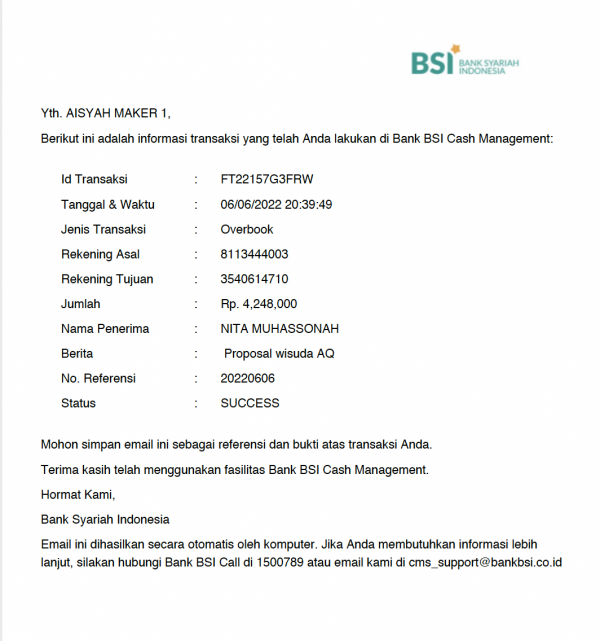 BSI BANK SYARIAH
INDONESIA
Yth. AISYAH MAKER 1,
Berikut ini adalah informasi transaksi yang telah Anda lakukan di Bank BSI Cash Management:
Id Transaksi : FT22157G3FRW
Tanggal & Waktu : 06/06/2022 20:39:49
Jenis Transaksi : Overbook
Rekening Asal : 8113444003
Rekening Tujuan : 3540614710
Jumlah : Rp. 4,248,000
Nama Penerima : NITA MUHASSONAH
Berita : Proposal wisuda AQ
No. Referensi : 20220606
Status : SUCCESS
Mohon simpan email ini sebagai referensi dan bukti atas transaksi Anda.
Terima kasih telah menggunakan fasilitas Bank BSI Cash Management.
Hormat Kami,
Bank Syariah Indonesia
Email ini dihasilkan secara otomatis oleh komputer. Jika Anda membutuhkan informasi lebih
lanjut, silakan hubungi Bank BSI Call di 1500789 atau email kami di cms_support@bankbsi.co.id